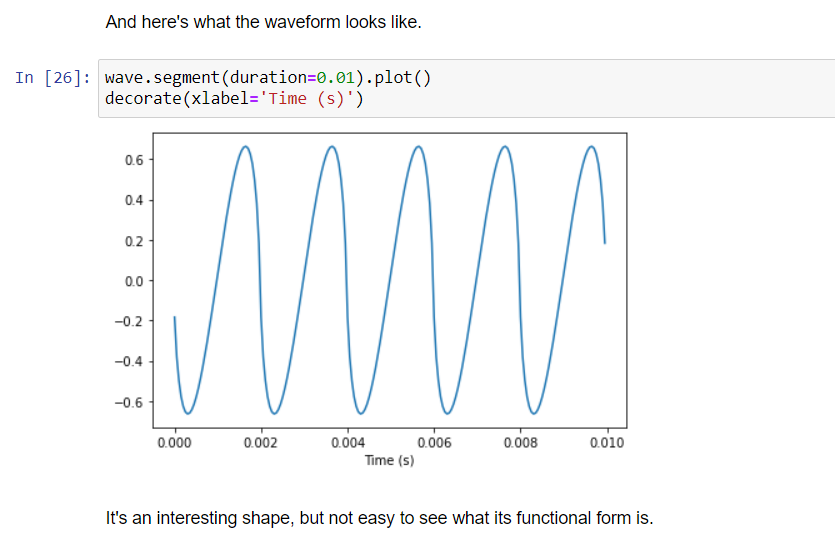 And here's what the waveform looks like.
In [26]: wave.segment(duration=0.01).plot()
decorate(xlabel='Time (s)')
0.6
0.4
0.2
0.0
−0.2
−0.4
−0.6
0.000 0.002 0.004 0.006 0.008 0.010
Time (s)
It's an interesting shape, but not easy to see what its functional form is.